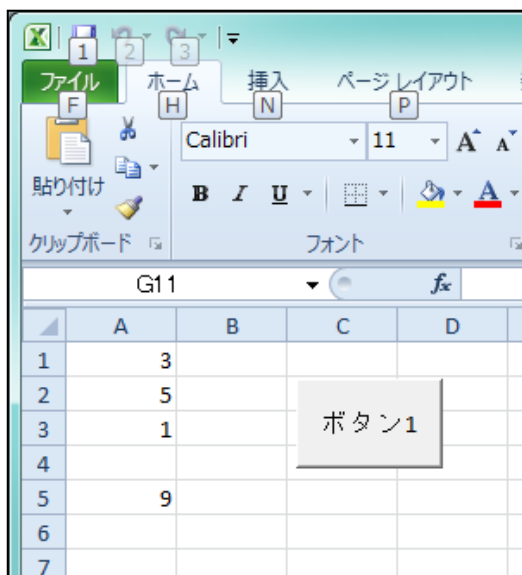 1 2 3
ファイル ホーム 挿入 ページ レイアウト
F H N P
Calibri 11 A A
貼り付け
B I U A
クリップボード フォント
G11 fx
A B C D
1 3
2 5
3 1
ボタン1
4
5 9
6
7